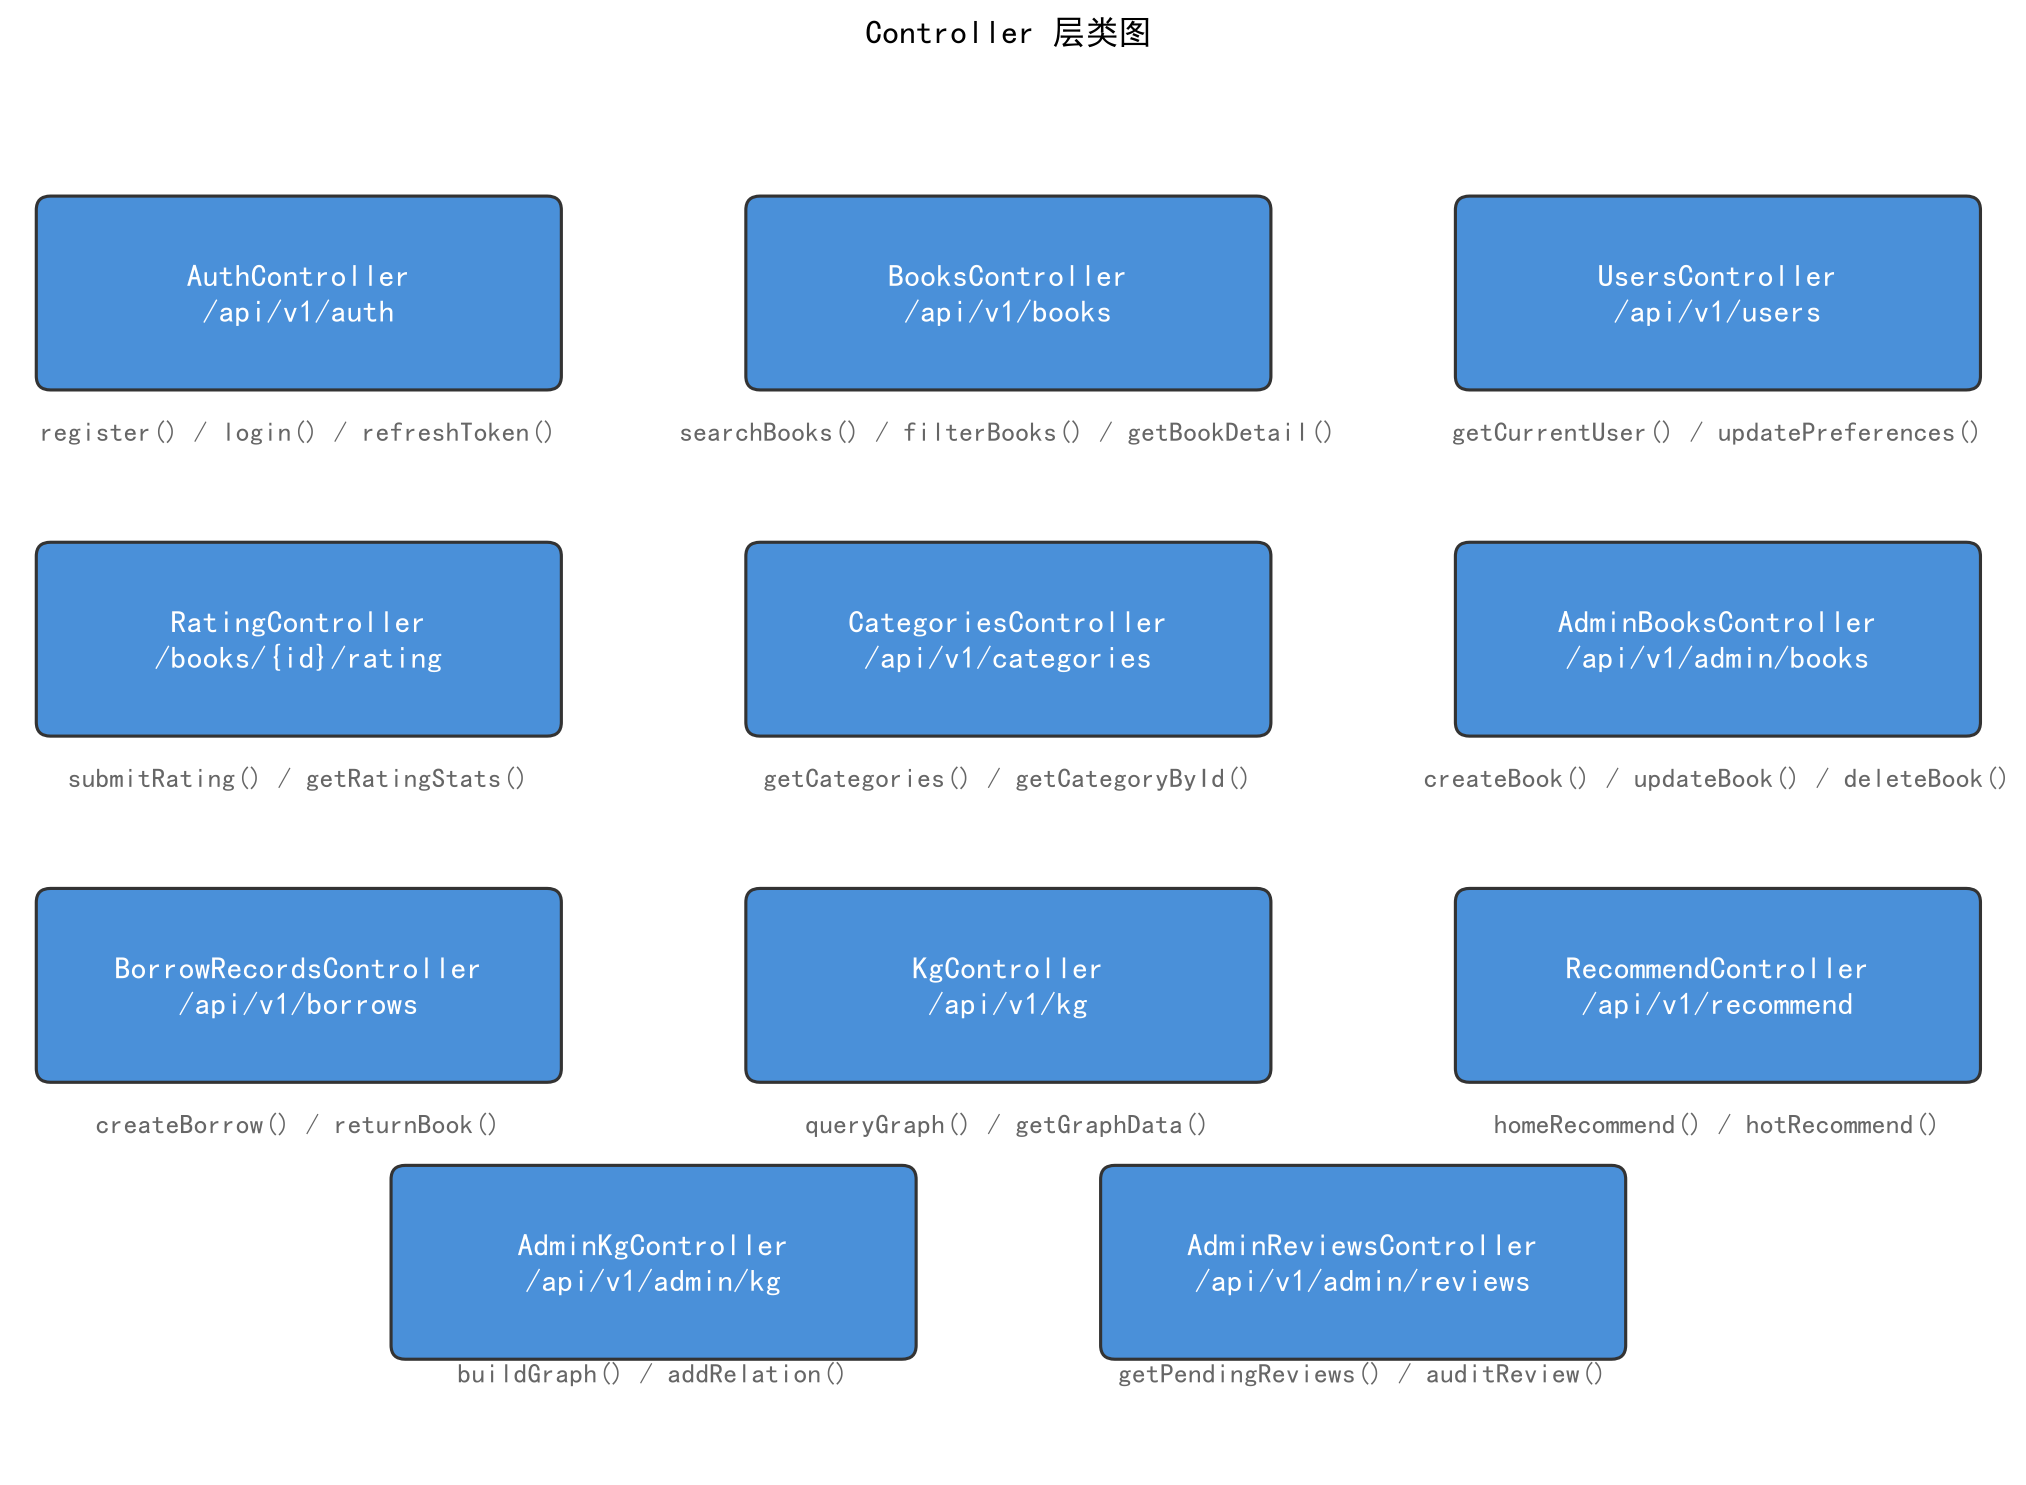 Controller 层类图
AuthController
/api/v1/auth
register() / login() / refreshToken()
BooksController
/api/v1/books
searchBooks() / filterBooks() / getBookDetail()
UsersController
/api/v1/users
getCurrentUser() / updatePreferences()
RatingController
/books/{id}/rating
submitRating() / getRatingStats()
CategoriesController
/api/v1/categories
getCategories() / getCategoryById()
AdminBooksController
/api/v1/admin/books
createBook() / updateBook() / deleteBook()
BorrowRecordsController
/api/v1/borrows
createBorrow() / returnBook()
KgController
/api/v1/kg
queryGraph() / getGraphData()
RecommendController
/api/v1/recommend
homeRecommend() / hotRecommend()
AdminKgController
/api/v1/admin/kg
buildGraph() / addRelation()
AdminReviewsController
/api/v1/admin/reviews
getPendingReviews() / auditReview()